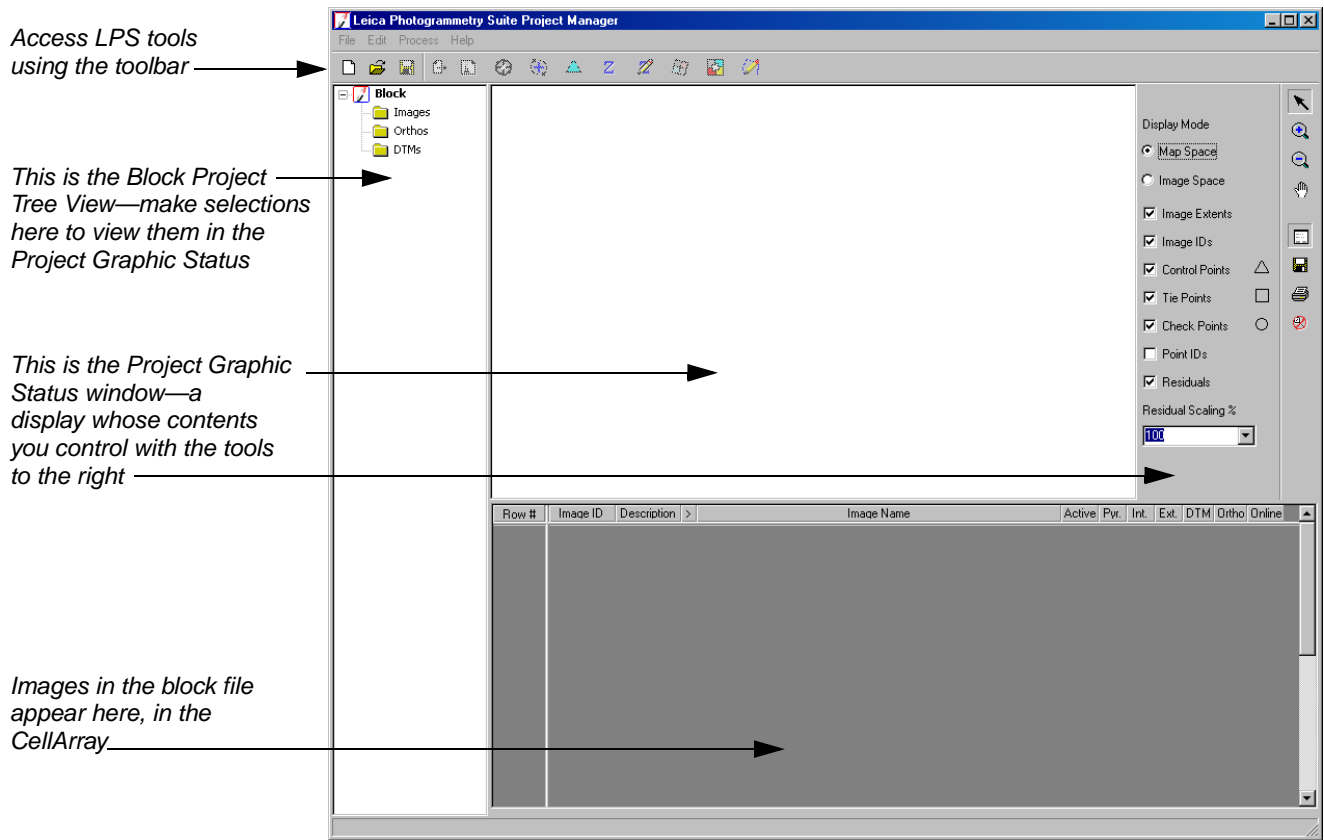 Leica Photogrammetry Suite Project Manager
File Edit Process Help
Access LPS tools
using the toolbar
Block
Images
Orthos
DTMs
This is the Block Project
Tree View—make selections
here to view them in the
Project Graphic Status
This is the Project Graphic
Status window—a
display whose contents
you control with the tools
to the right
Display Mode
Map Space
Image Space
Image Extents
Image IDs
Control Points
Tie Points
Check Points
Point IDs
Residuals
Residual Scaling %
100
Row # Image ID Description > Image Name Active Pyr. Int. Ext. DTM Ortho Online
Images in the block file
appear here, in the
CellArray